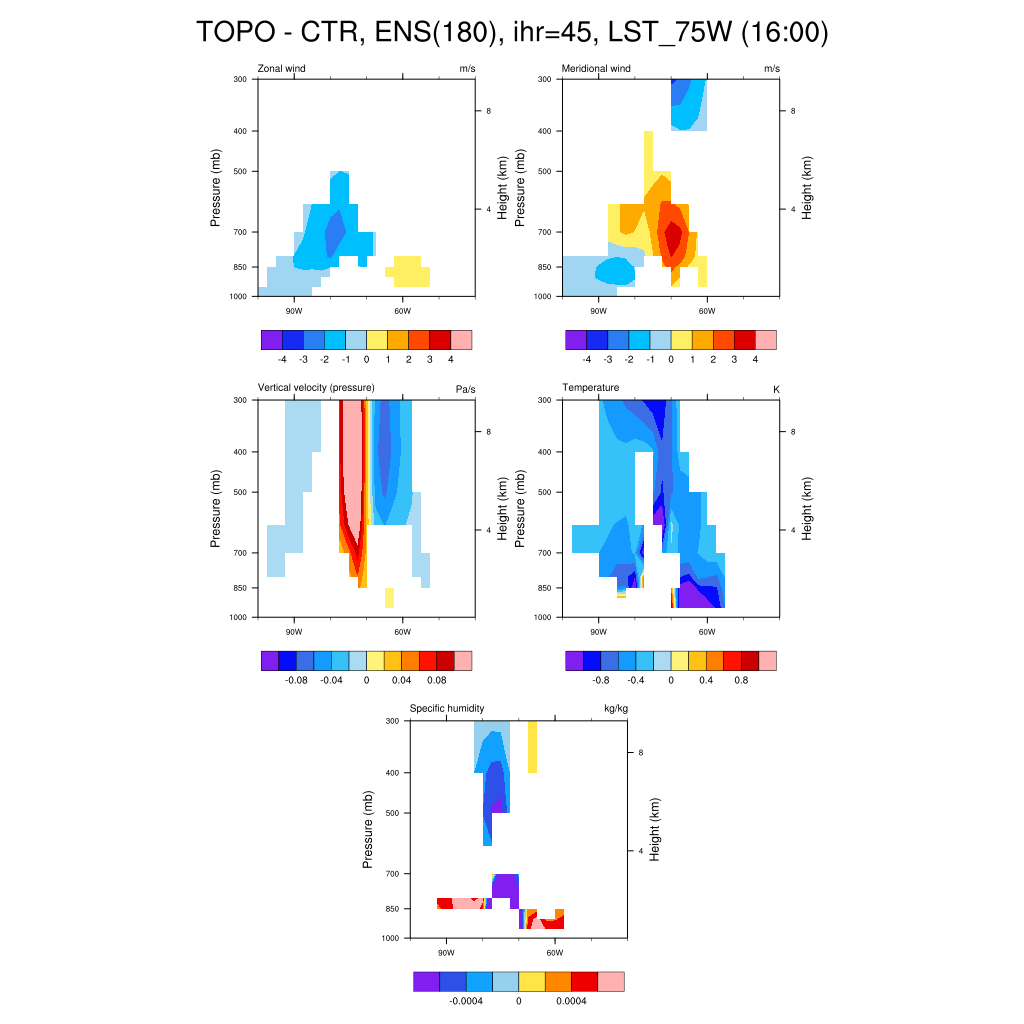 TOPO - CTR, ENS(180), ihr=45, LST_75W (16:00)
Zonal wind m/s
Pressure (mb)
300
400
500
700
850
1000
8
4
Height (km)
90W 60W
-4 -3 -2 -1 0 1 2 3 4
Meridional wind m/s
Pressure (mb)
300
400
500
700
850
1000
8
4
Height (km)
90W 60W
-4 -3 -2 -1 0 1 2 3 4
Vertical velocity (pressure) Pa/s
Pressure (mb)
300
400
500
700
850
1000
8
4
Height (km)
90W 60W
-0.08 -0.04 0 0.04 0.08
Temperature K
Pressure (mb)
300
400
500
700
850
1000
8
4
Height (km)
90W 60W
-0.8 -0.4 0 0.4 0.8
Specific humidity kg/kg
Pressure (mb)
300
400
500
700
850
1000
8
4
Height (km)
90W 60W
-0.0004 0 0.0004